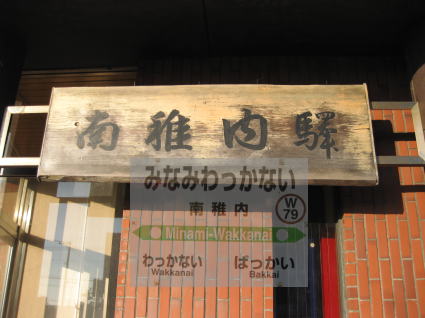 南稚内驛
みなみわっかない
南稚内
W
79
Minami-Wakkanai
わっかない ばっかい
Wakkanai Bakkai